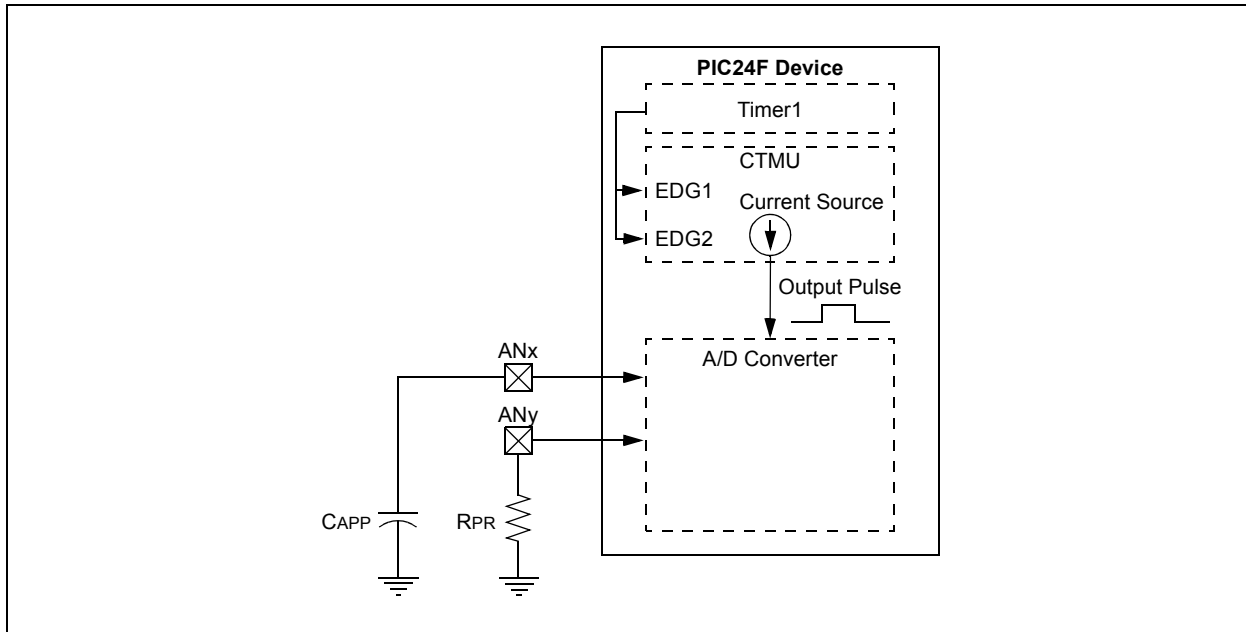 PIC24F Device
Timer1
CTMU
EDG1
Current Source
EDG2
Output Pulse
ANx
A/D Converter
ANy
CAPP
RPR